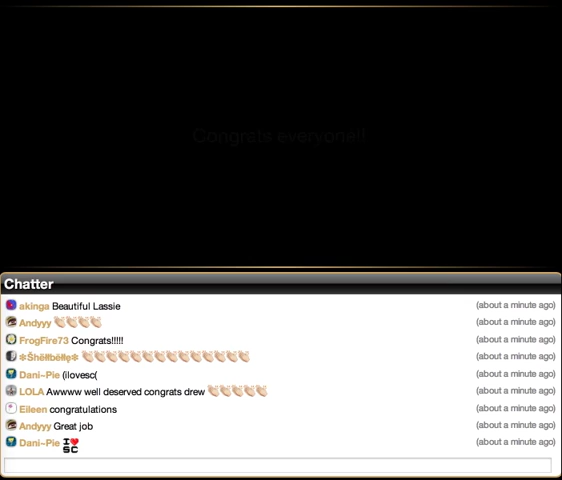 Congrats everyone!!
Chatter
akinga Beautiful Lassie (about a minute ago)
Andyyy 👏🏻👏🏻👏🏻👏🏻 (about a minute ago)
FrogFire73 Congrats!!!!! (about a minute ago)
(about a minute ago)
Dani~Pie (ilovesc( (about a minute ago)
LOLA Awwww well deserved congrats drew 👏🏻👏🏻👏🏻👏🏻👏🏻 (about a minute ago)
Eileen congratulations (about a minute ago)
Andyyy Great job (about a minute ago)
Dani~Pie I❤SC (about a minute ago)